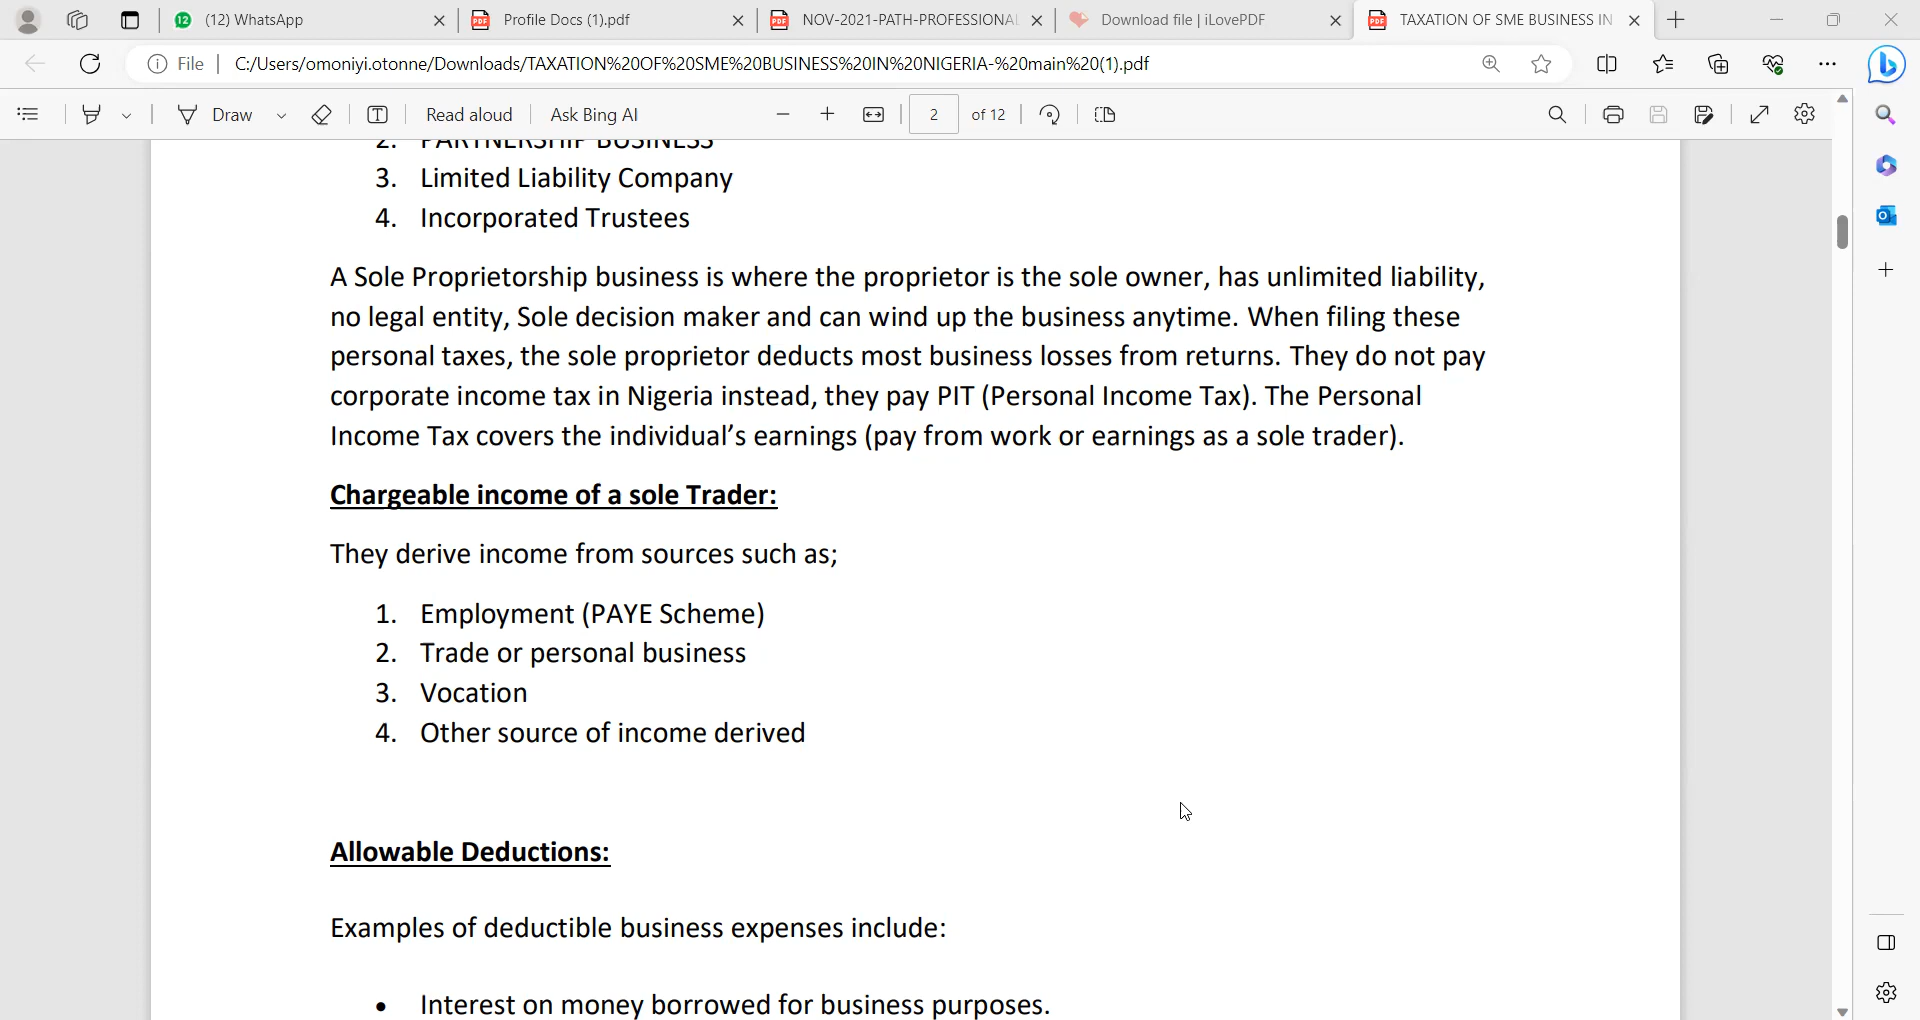 12 (12) WhatsApp
PDF Profile Docs (1).pdf
PDF NOV-2021-PATH-PROFESSIONAL
Download file | iLovePDF
PDF TAXATION OF SME BUSINESS IN
File C:/Users/omoniyi.otonne/Downloads/TAXATION%20OF%20SME%20BUSINESS%20IN%20NIGERIA-%20main%20(1).pdf
Draw T Read aloud Ask Bing AI 2 of 12
2. PARTNERSHIP BUSINESS
3. Limited Liability Company
4. Incorporated Trustees
A Sole Proprietorship business is where the proprietor is the sole owner, has unlimited liability,
no legal entity, Sole decision maker and can wind up the business anytime. When filing these
personal taxes, the sole proprietor deducts most business losses from returns. They do not pay
corporate income tax in Nigeria instead, they pay PIT (Personal Income Tax). The Personal
Income Tax covers the individual’s earnings (pay from work or earnings as a sole trader).
Chargeable income of a sole Trader:
They derive income from sources such as;
1. Employment (PAYE Scheme)
2. Trade or personal business
3. Vocation
4. Other source of income derived
Allowable Deductions:
Examples of deductible business expenses include:
• Interest on money borrowed for business purposes.